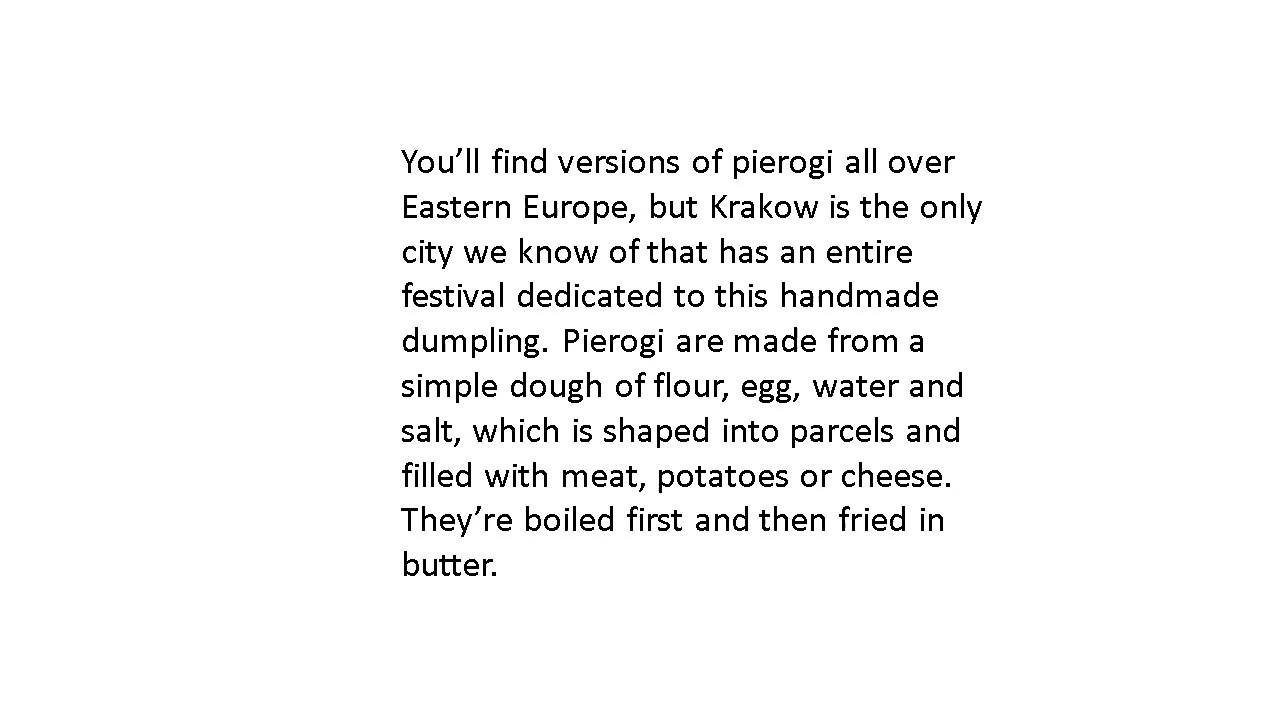 You’ll find versions of pierogi all over
Eastern Europe, but Krakow is the only
city we know of that has an entire
festival dedicated to this handmade
dumpling. Pierogi are made from a
simple dough of flour, egg, water and
salt, which is shaped into parcels and
filled with meat, potatoes or cheese.
They’re boiled first and then fried in
butter.